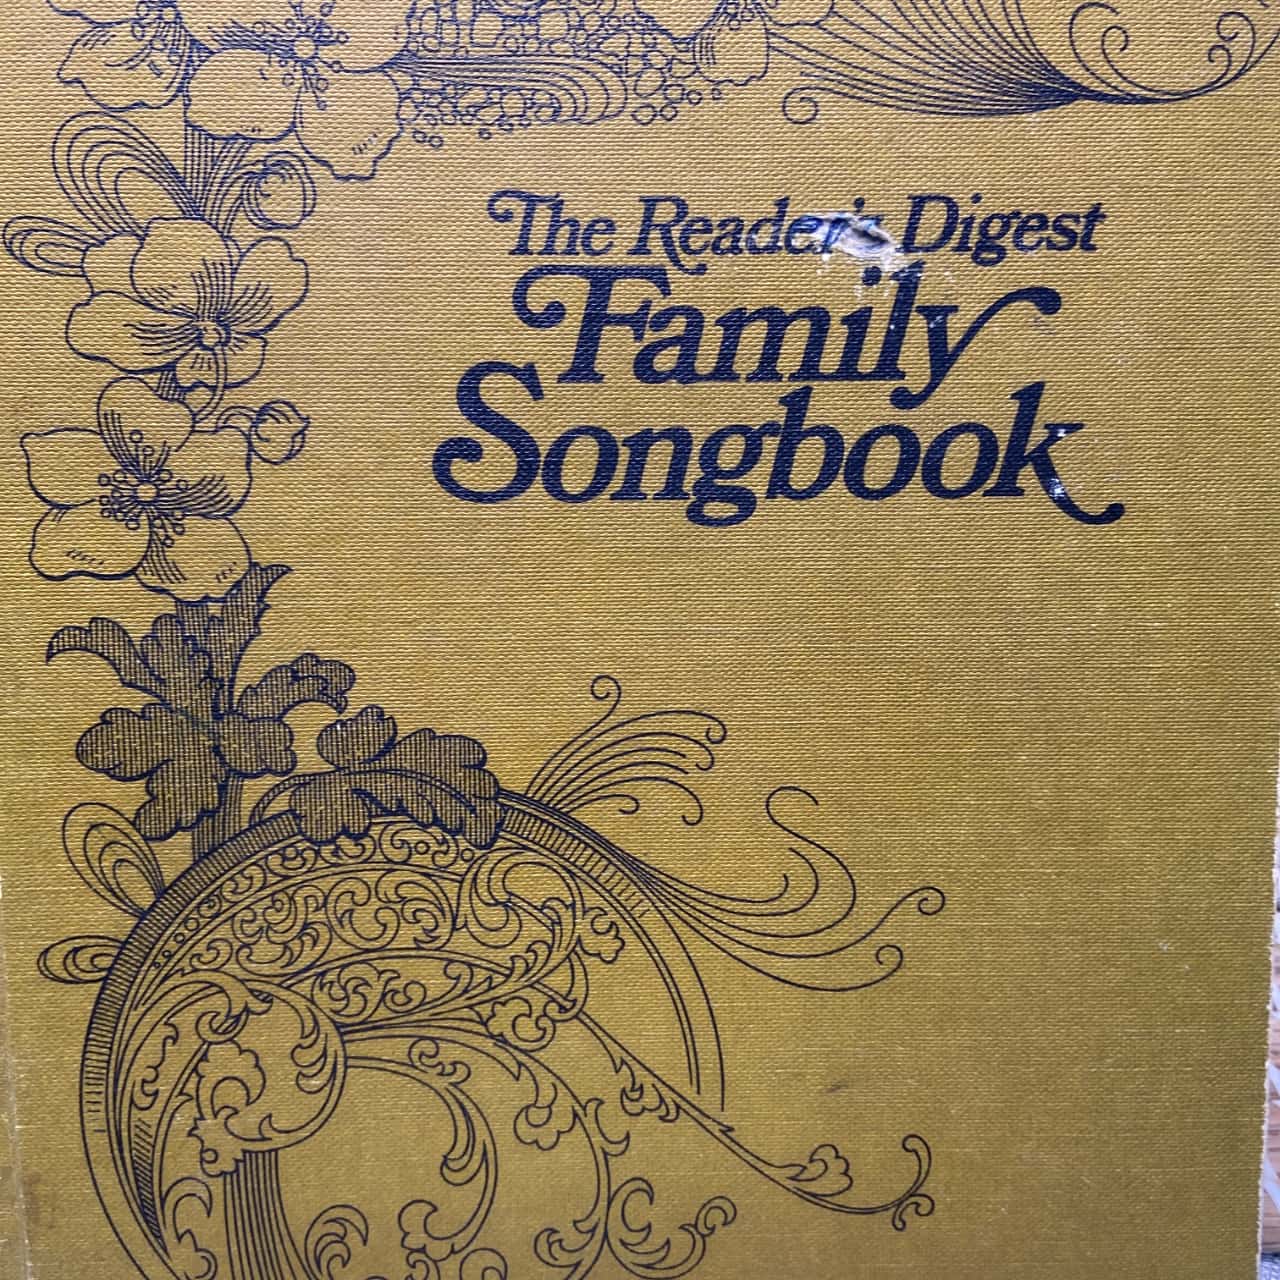 The Reader's Digest
Family
Songbook